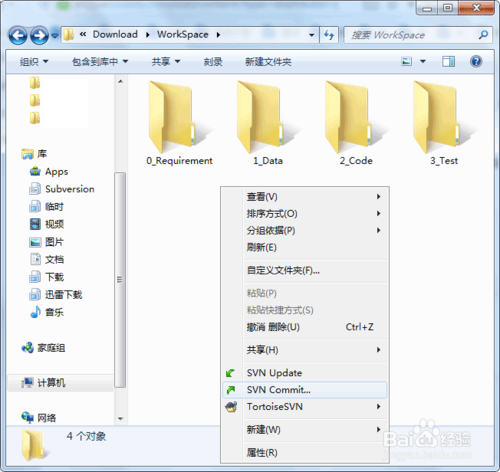 Download
WorkSpace
搜索 WorkSpace
组织
包含到库中
共享
刻录
新建文件夹
0_Requirement
1_Data
2_Code
3_Test
库
Apps
Subversion
临时
视频
图片
文档
下载
迅雷下载
音乐
家庭组
计算机
网络
查看(V)
排序方式(O)
分组依据(P)
刷新(E)
自定义文件夹(F)...
粘贴(P)
粘贴快捷方式(S)
撤消 删除(U) Ctrl+Z
共享(H)
SVN Update
SVN Commit...
TortoiseSVN
新建(W)
属性(R)
4 个对象
Baidu 经验